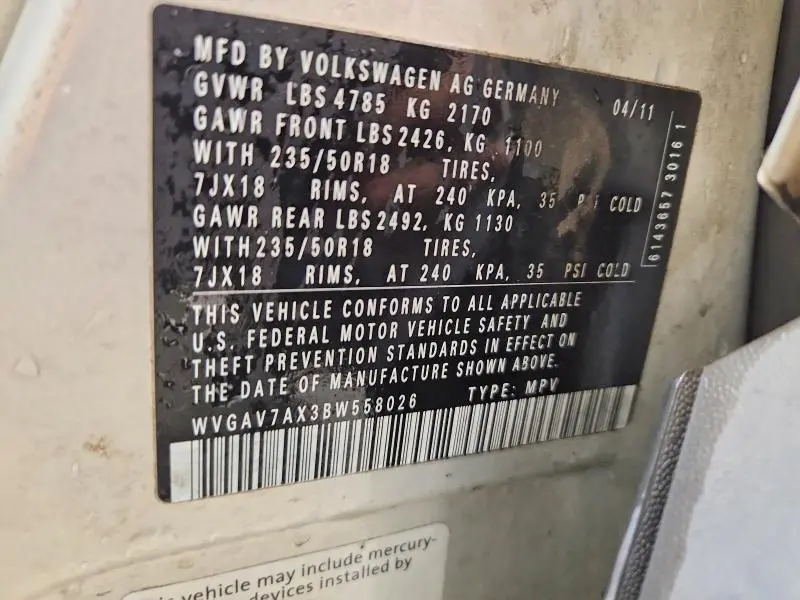 MFD BY VOLKSWAGEN AG GERMANY 04/11
GVWR LBS 4785 KG 2170
GAWR FRONT LBS 2426, KG 1100
WITH 235/50R18 TIRES,
7JX18 RIMS, AT 240 KPA, 35 PSI COLD
GAWR REAR LBS 2492, KG 1130
WITH 235/50R18 TIRES,
7JX18 RIMS, AT 240 KPA, 35 PSI COLD
THIS VEHICLE CONFORMS TO ALL APPLICABLE
U.S. FEDERAL MOTOR VEHICLE SAFETY AND
THEFT PREVENTION STANDARDS IN EFFECT ON
THE DATE OF MANUFACTURE SHOWN ABOVE.
WVGAV7AX3BW558026 TYPE: MPV
6143657 3016 1
vehicle may include mercury-
devices installed by